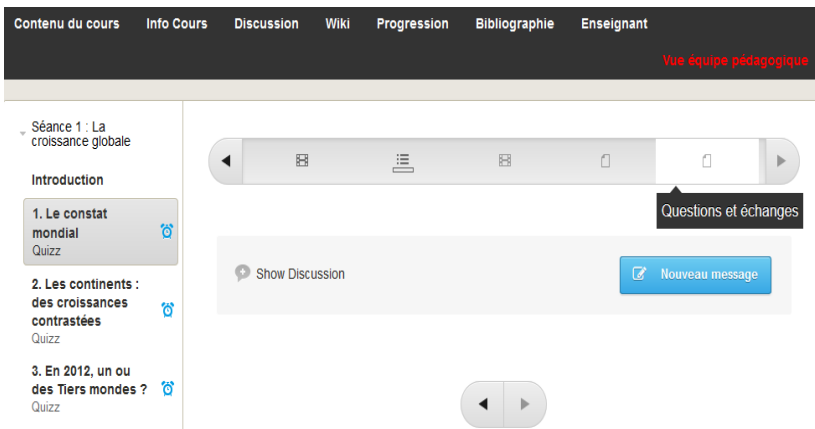 Contenu du cours Info Cours Discussion Wiki Progression Bibliographie Enseignant
Vue équipe pédagogique
Séance 1 : La
croissance globale
Introduction
1. Le constat
mondial
Quizz
2. Les continents :
des croissances
contrastées
Quizz
3. En 2012, un ou
des Tiers mondes ?
Quizz
Questions et échanges
Show Discussion
Nouveau message